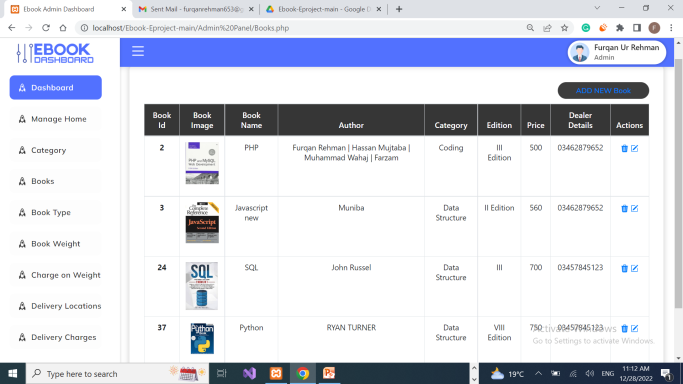 Ebook Admin Dashboard
Sent Mail - furqanrehman653@g
Ebook-Eproject-main - Google D
localhost/Ebook-Eproject-main/Admin%20Panel/Books.php
EBOOK
DASHBOARD
Furqan Ur Rehman
Admin
Dashboard
Manage Home
Category
Books
Book Type
Book Weight
Charge on Weight
Delivery Locations
Delivery Charges
ADD NEW Book
Book Id Book Image Book Name Author Category Edition Price Dealer Details Actions
2 PHP Furqan Rehman | Hassan Mujtaba | Coding III 500 03462879652
Muhammad Wahaj | Farzam Edition
PHP and MySQL
3 Javascript Muniba Data II Edition 560 03462879652
new Structure
Complete
Reference
JavaScript
24 SQL John Russel Data III 700 03457845123
Structure
SQL
37 Python RYAN TURNER Data VIII 750 03457845123
Structure Edition
Python
Activate Windows
Go to Settings to activate Windows.
Type here to search
19°C
ENG
11:12 AM
12/28/2022